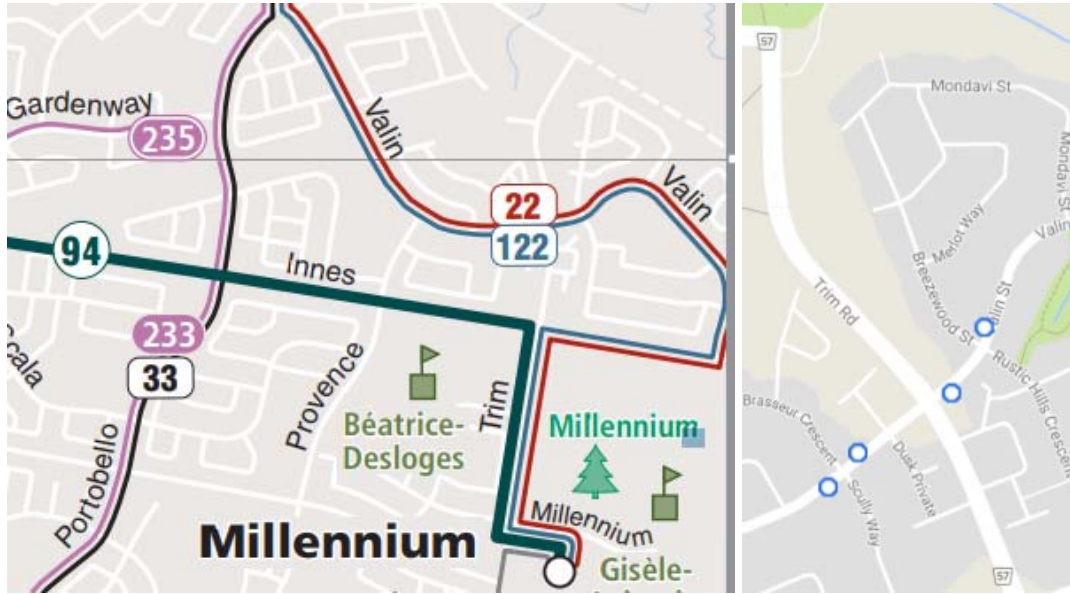 Gardenway
235
Valin
Valin
22
122
94
Innes
233
33
Provence
Trim
Béatrice-
Desloges
Millennium
Portobello
Millennium
Millennium
Gisèle-
57
Mondavi St
Mondavi St
Merlot Way
Valin
Breezewood St
Trim Rd
alin St
Rustic Hills Crescent
Brasseur Crescent
Dusk Private
Scully Way
57